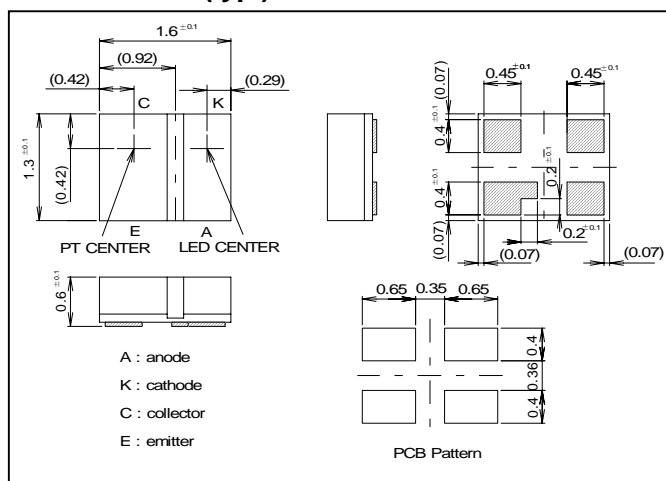 1.6 ±0.1
(0.92)
(0.42)
(0.29)
C
K
1.3 ±0.1
(0.42)
E
A
PT CENTER
LED CENTER
0.6 ±0.1
(0.07)
0.45 ±0.1
0.45 ±0.1
0.4 ±0.1
0.2 ±0.1
0.4 ±0.1
(0.07)
0.2 ±0.1
(0.07)
(0.07)
A : anode
K : cathode
C : collector
E : emitter
0.65
0.35
0.65
0.4
0.36
0.4
PCB Pattern